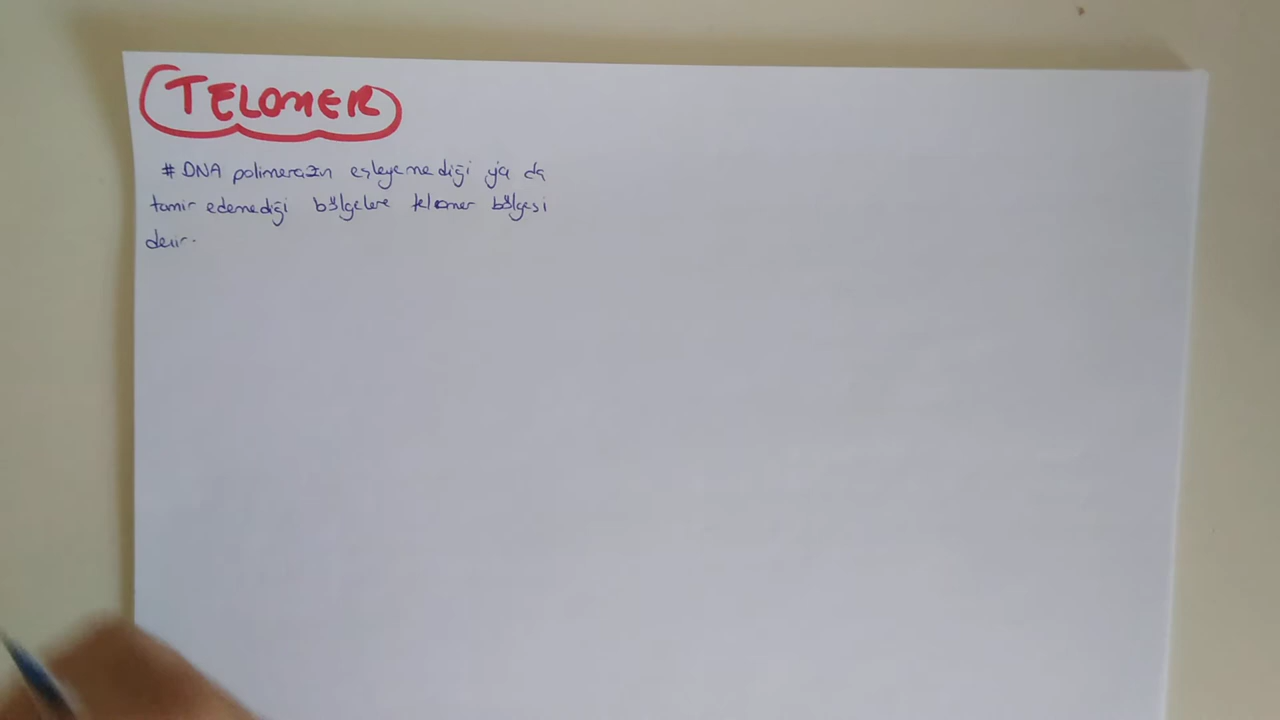 TELOMER
# DNA polimerazın eşleyemediği ya da
tamir edemediği bölgelere telomer bölgesi
denir.